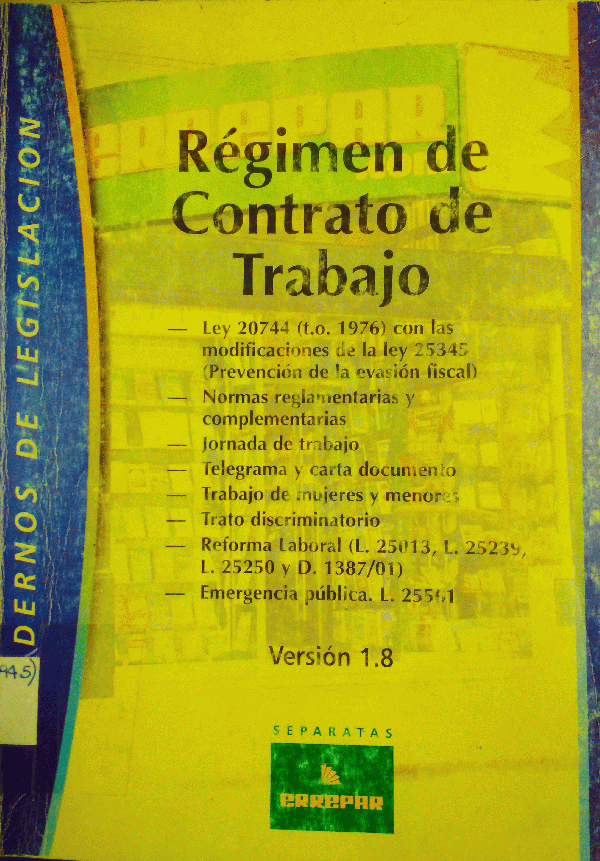 Régimen de
Contrato de
Trabajo
— Ley 20744 (t.o. 1976) con las
modificaciones de la ley 25345
(Prevención de la evasión fiscal)
— Normas reglamentarias y
complementarias
— Jornada de trabajo
— Telegrama y carta documento
— Trabajo de mujeres y menores
— Trato discriminatorio
— Reforma Laboral (L. 25013, L. 25239,
L. 25250 y D. 1387/01)
— Emergencia pública. L. 25561
Versión 1.8
SEPARATAS
ERREPAR
DERNOS DE LEGISLACION
945)
ERREPAR